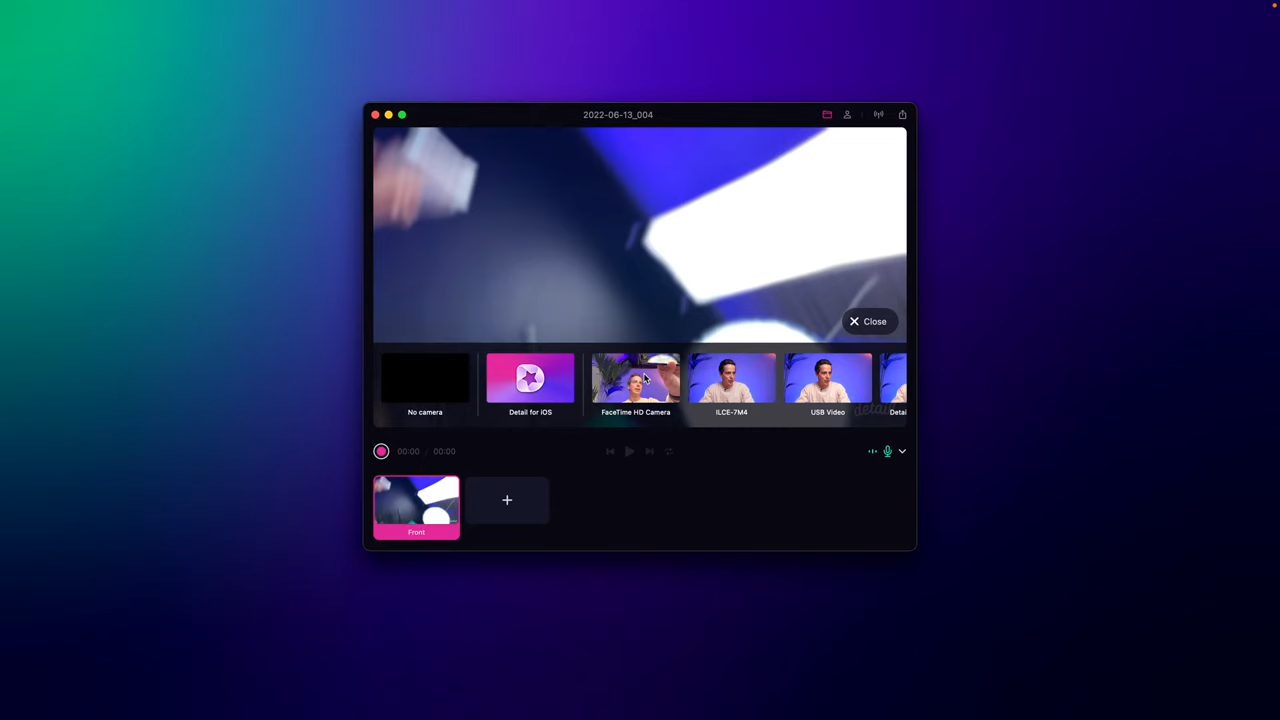 2022-06-13_004
Close
No camera
Detail for iOS
FaceTime HD Camera
ILCE-7M4
USB Video
Detai
detail
00:00 / 00:00
Front